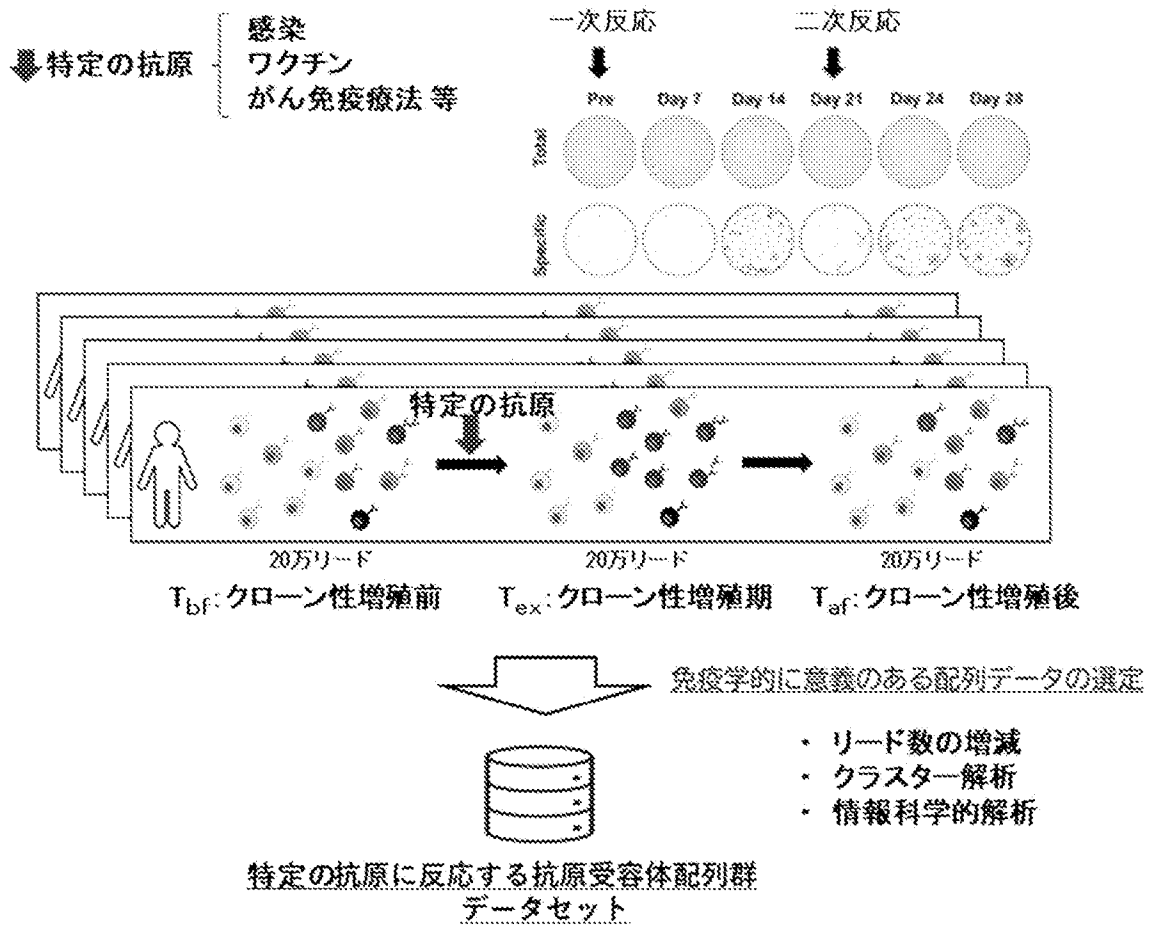 特定の抗原
感染
ワクチン
がん免疫療法 等
一次反応
二次反応
Pre Day 7 Day 14 Day 21 Day 24 Day 28
Total
Specific
特定の抗原
20万リード 20万リード 20万リード
Tbf:クローン性増殖前 Tex:クローン性増殖期 Taf:クローン性増殖後
免疫学的に意義のある配列データの選定
・ リード数の増減
・ クラスター解析
・ 情報科学的解析
特定の抗原に反応する抗原受容体配列群
データセット